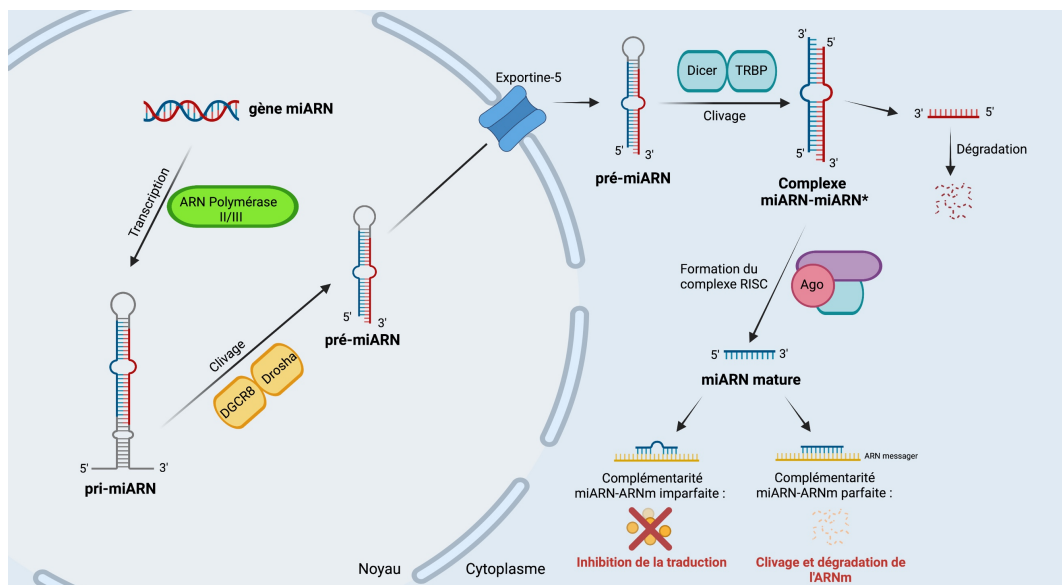 gène miARN
Transcription
ARN Polymérase
II/III
5'
3'
pri-miARN
Clivage
DGCR8
Drosha
5'
3'
pré-miARN
Exportine-5
5'
3'
pré-miARN
Dicer
TRBP
Clivage
3'
5'
5'
3'
Complexe
miARN-miARN*
3'
5'
Dégradation
Formation du
complexe RISC
Ago
5'
3'
miARN mature
ARN messager
Complémentarité
miARN-ARNm imparfaite :
Inhibition de la traduction
Complémentarité
miARN-ARNm parfaite :
Clivage et dégradation de
l'ARNm
Noyau
Cytoplasme